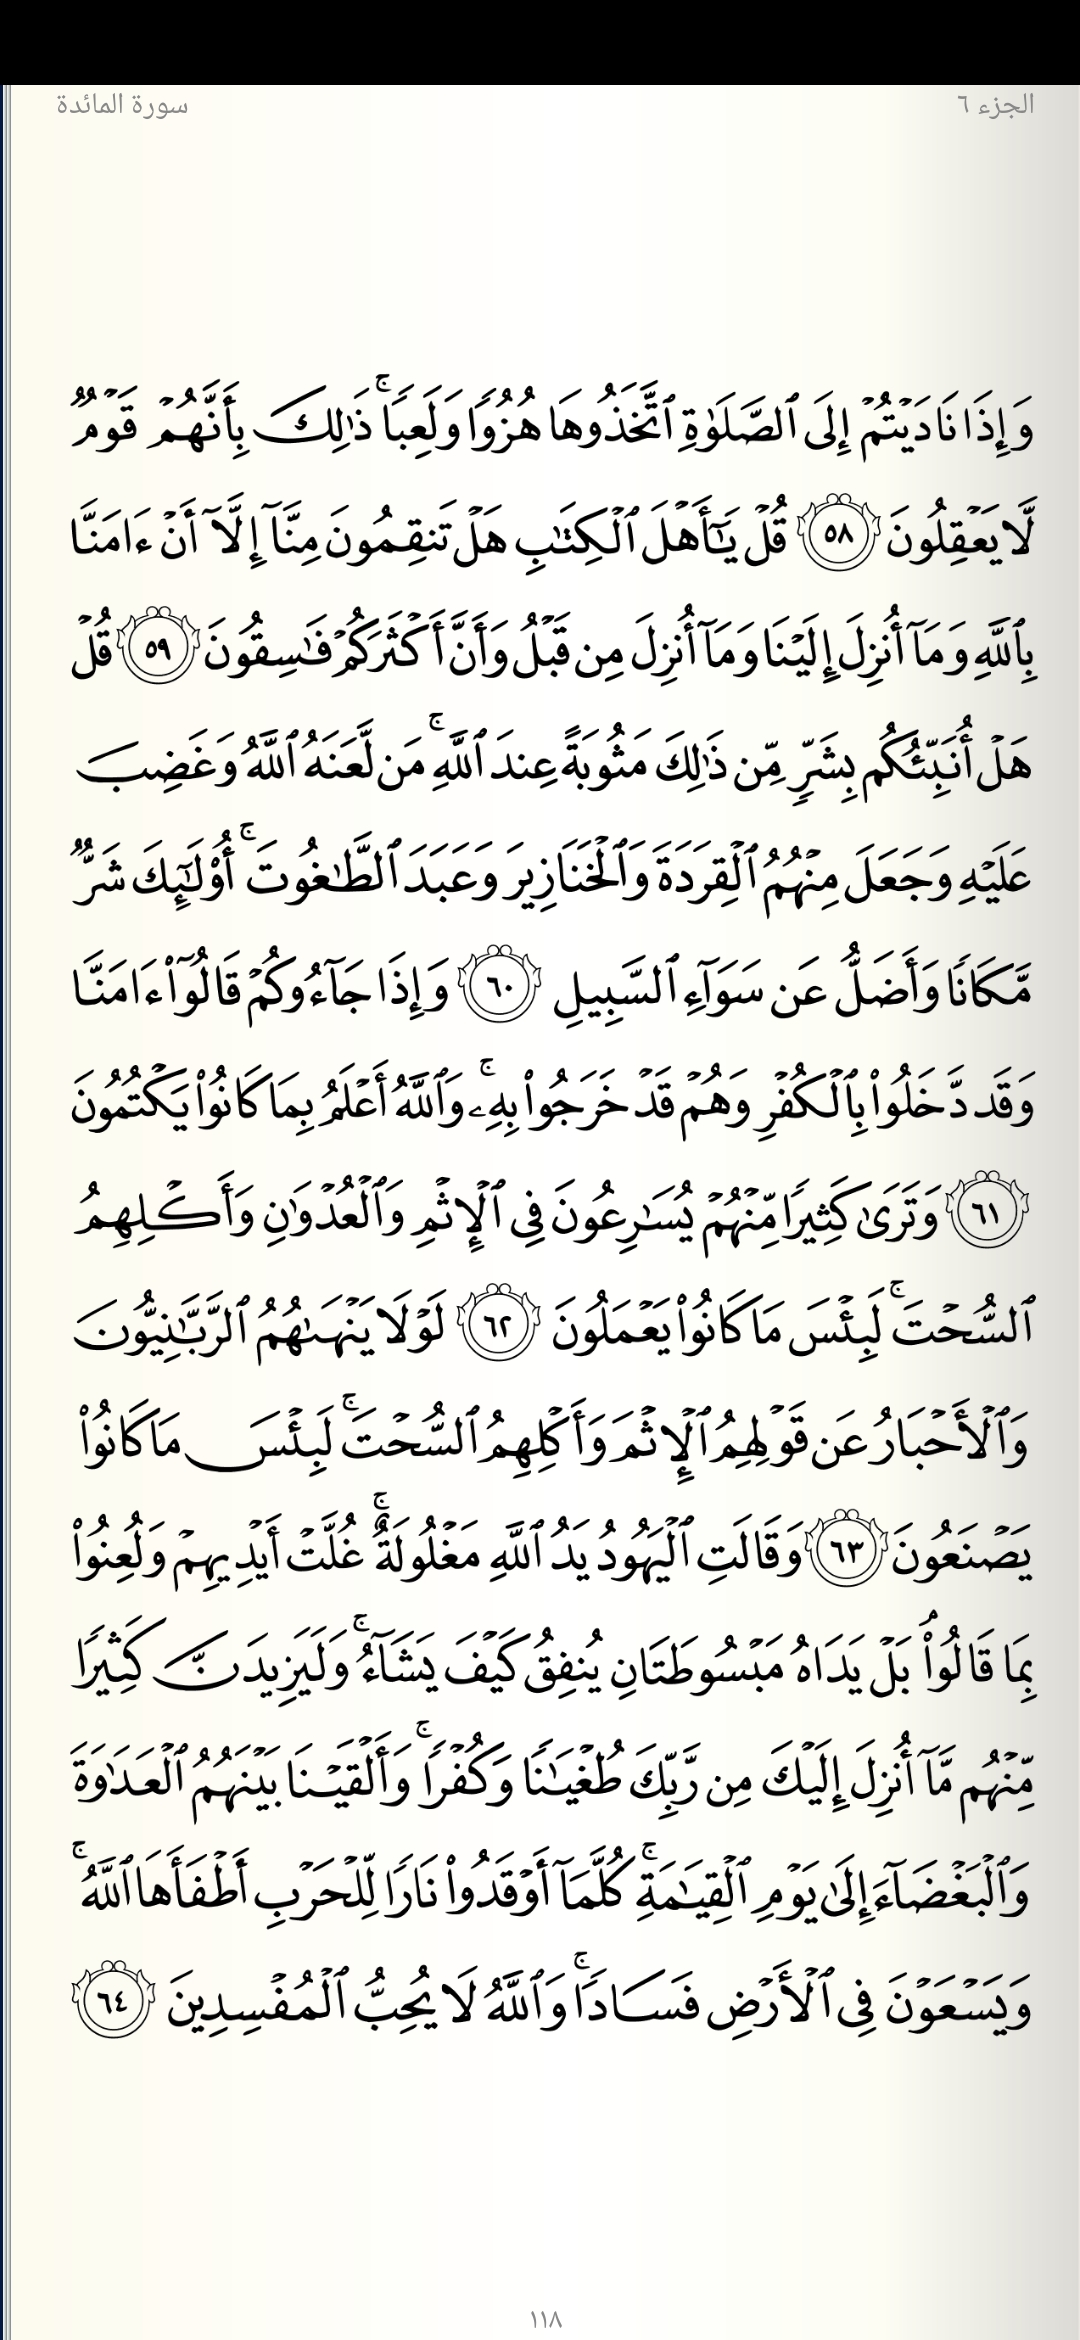 الجزء ٦
سورة المائدة
وَإِذَا نَادَيْتُمْ إِلَى ٱلصَّلَوٰةِ ٱتَّخَذُوهَا هُزُوًا وَلَعِبًا ۚ ذَٰلِكَ بِأَنَّهُمْ قَوْمٌ
لَّا يَعْقِلُونَ ٥٨ قُلْ يَـٰٓأَهْلَ ٱلْكِتَـٰبِ هَلْ تَنقِمُونَ مِنَّآ إِلَّآ أَنْ ءَامَنَّا
بِٱللَّهِ وَمَآ أُنزِلَ إِلَيْنَا وَمَآ أُنزِلَ مِن قَبْلُ وَأَنَّ أَكْثَرَكُمْ فَـٰسِقُونَ ٥٩ قُلْ
هَلْ أُنَبِّئُكُم بِشَرٍّ مِّن ذَٰلِكَ مَثُوبَةً عِندَ ٱللَّهِ ۚ مَن لَّعَنَهُ ٱللَّهُ وَغَضِبَ
عَلَيْهِ وَجَعَلَ مِنْهُمُ ٱلْقِرَدَةَ وَٱلْخَنَازِيرَ وَعَبَدَ ٱلطَّـٰغُوتَ ۚ أُو۟لَـٰٓئِكَ شَرٌّ
مَّكَانًا وَأَضَلُّ عَن سَوَآءِ ٱلسَّبِيلِ ٦٠ وَإِذَا جَآءُوكُمْ قَالُوٓا۟ ءَامَنَّا
وَقَد دَّخَلُوا۟ بِٱلْكُفْرِ وَهُمْ قَدْ خَرَجُوا۟ بِهِۦ ۚ وَٱللَّهُ أَعْلَمُ بِمَا كَانُوا۟ يَكْتُمُونَ
٦١ وَتَرَىٰ كَثِيرًا مِّنْهُمْ يُسَـٰرِعُونَ فِى ٱلْإِثْمِ وَٱلْعُدْوَٰنِ وَأَكْلِهِمُ
ٱلسُّحْتَ ۚ لَبِئْسَ مَا كَانُوا۟ يَعْمَلُونَ ٦٢ لَوْلَا يَنْهَىٰهُمُ ٱلرَّبَّـٰنِيُّونَ
وَٱلْأَحْبَارُ عَن قَوْلِهِمُ ٱلْإِثْمَ وَأَكْلِهِمُ ٱلسُّحْتَ ۚ لَبِئْسَ مَا كَانُوا۟
يَصْنَعُونَ ٦٣ وَقَالَتِ ٱلْيَهُودُ يَدُ ٱللَّهِ مَغْلُولَةٌ ۚ غُلَّتْ أَيْدِيهِمْ وَلُعِنُوا۟
بِمَا قَالُوا۟ ۘ بَلْ يَدَاهُ مَبْسُوطَتَانِ يُنفِقُ كَيْفَ يَشَآءُ ۚ وَلَيَزِيدَنَّ كَثِيرًا
مِّنْهُم مَّآ أُنزِلَ إِلَيْكَ مِن رَّبِّكَ طُغْيَـٰنًا وَكُفْرًا ۚ وَأَلْقَيْنَا بَيْنَهُمُ ٱلْعَدَٰوَةَ
وَٱلْبَغْضَآءَ إِلَىٰ يَوْمِ ٱلْقِيَـٰمَةِ ۚ كُلَّمَآ أَوْقَدُوا۟ نَارًا لِّلْحَرْبِ أَطْفَأَهَا ٱللَّهُ ۚ
وَيَسْعَوْنَ فِى ٱلْأَرْضِ فَسَادًا ۚ وَٱللَّهُ لَا يُحِبُّ ٱلْمُفْسِدِينَ ٦٤
١١٨